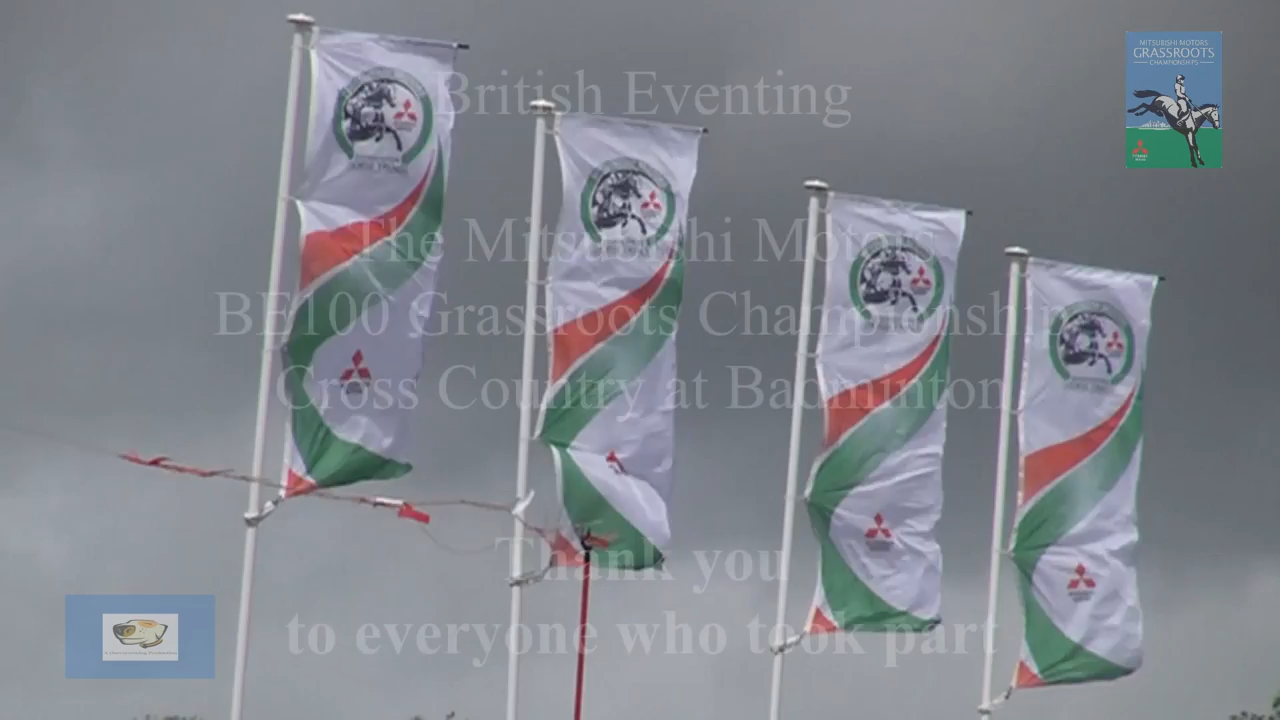 MITSUBISHI MOTORS
GRASSROOTS
CHAMPIONSHIPS
British Eventing
The Mitsubishi Motors
BE100 Grassroots Championship
Cross Country at Badminton
Thank you
to everyone who took part